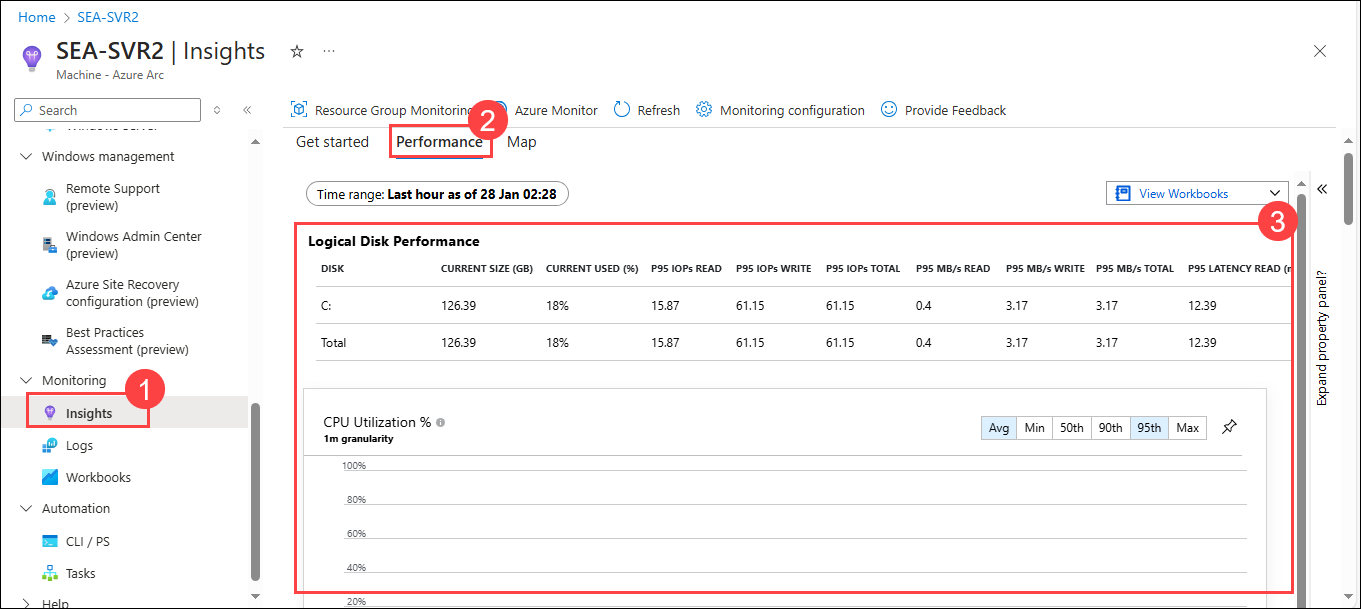 Home > SEA-SVR2
SEA-SVR2 | Insights
Machine - Azure Arc
Search
Windows management
Remote Support
(preview)
Windows Admin Center
(preview)
Azure Site Recovery
configuration (preview)
Best Practices
Assessment (preview)
Monitoring
1
Insights
Logs
Workbooks
Automation
CLI / PS
Tasks
Help
Resource Group Monitoring Azure Monitor Refresh Monitoring configuration Provide Feedback
2
Get started Performance Map
Time range: Last hour as of 28 Jan 02:28
View Workbooks
3
Logical Disk Performance
DISK CURRENT SIZE (GB) CURRENT USED (%) P95 IOPs READ P95 IOPs WRITE P95 IOPs TOTAL P95 MB/s READ P95 MB/s WRITE P95 MB/s TOTAL P95 LATENCY READ (
C: 126.39 18% 15.87 61.15 61.15 0.4 3.17 3.17 12.39
Total 126.39 18% 15.87 61.15 61.15 0.4 3.17 3.17 12.39
CPU Utilization %
1m granularity
Avg Min 50th 90th 95th Max
100%
80%
60%
40%
20%
Expand property panel?